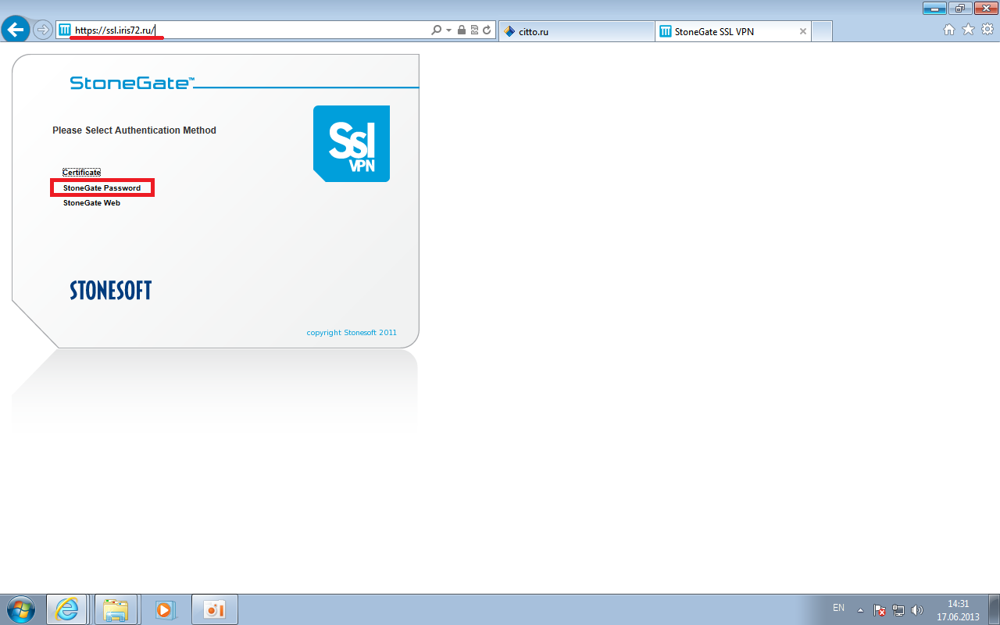 https://ssl.iris72.ru/
citto.ru
StoneGate SSL VPN
StoneGate™
Please Select Authentication Method
Ssl
VPN
Certificate
StoneGate Password
StoneGate Web
STONESOFT
copyright Stonesoft 2011
EN
14:31
17.06.2013